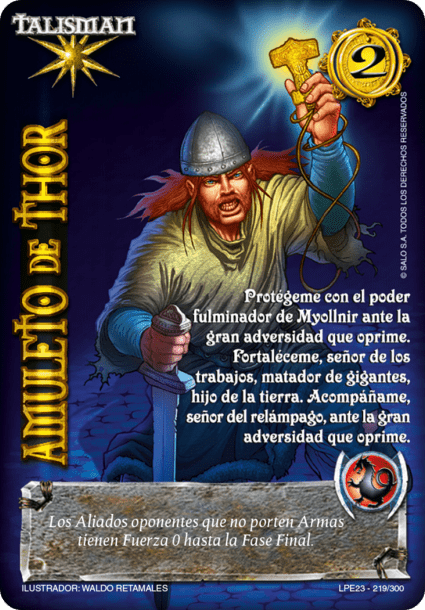 TALISMAN
2
AMULETO DE THOR
© SALO S.A. TODOS LOS DERECHOS RESERVADOS
Protégeme con el poder
fulminador de Myollnir ante la
gran adversidad que oprime.
Fortaléceme, señor de los
trabajos, matador de gigantes,
hijo de la tierra. Acompáñame,
señor del relámpago, ante la gran
adversidad que oprime.
Los Aliados oponentes que no porten Armas
tienen Fuerza 0 hasta la Fase Final.
ILUSTRADOR: WALDO RETAMALES
LPE23 - 219/300